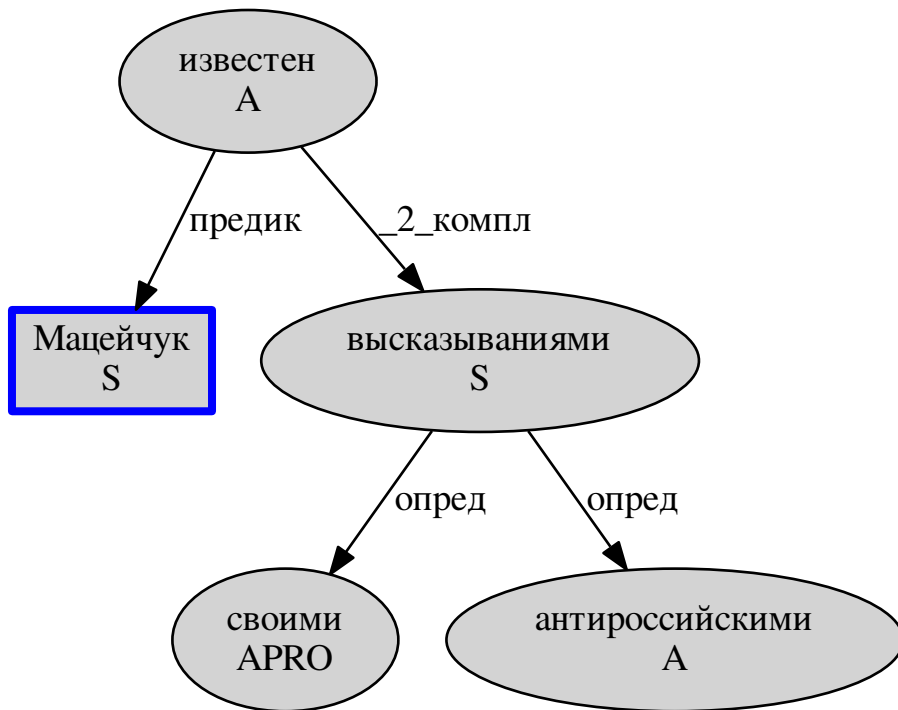 известен
A
предик
_2_компл
Мацейчук
S
высказываниями
S
опред
опред
своими
APRO
антироссийскими
A